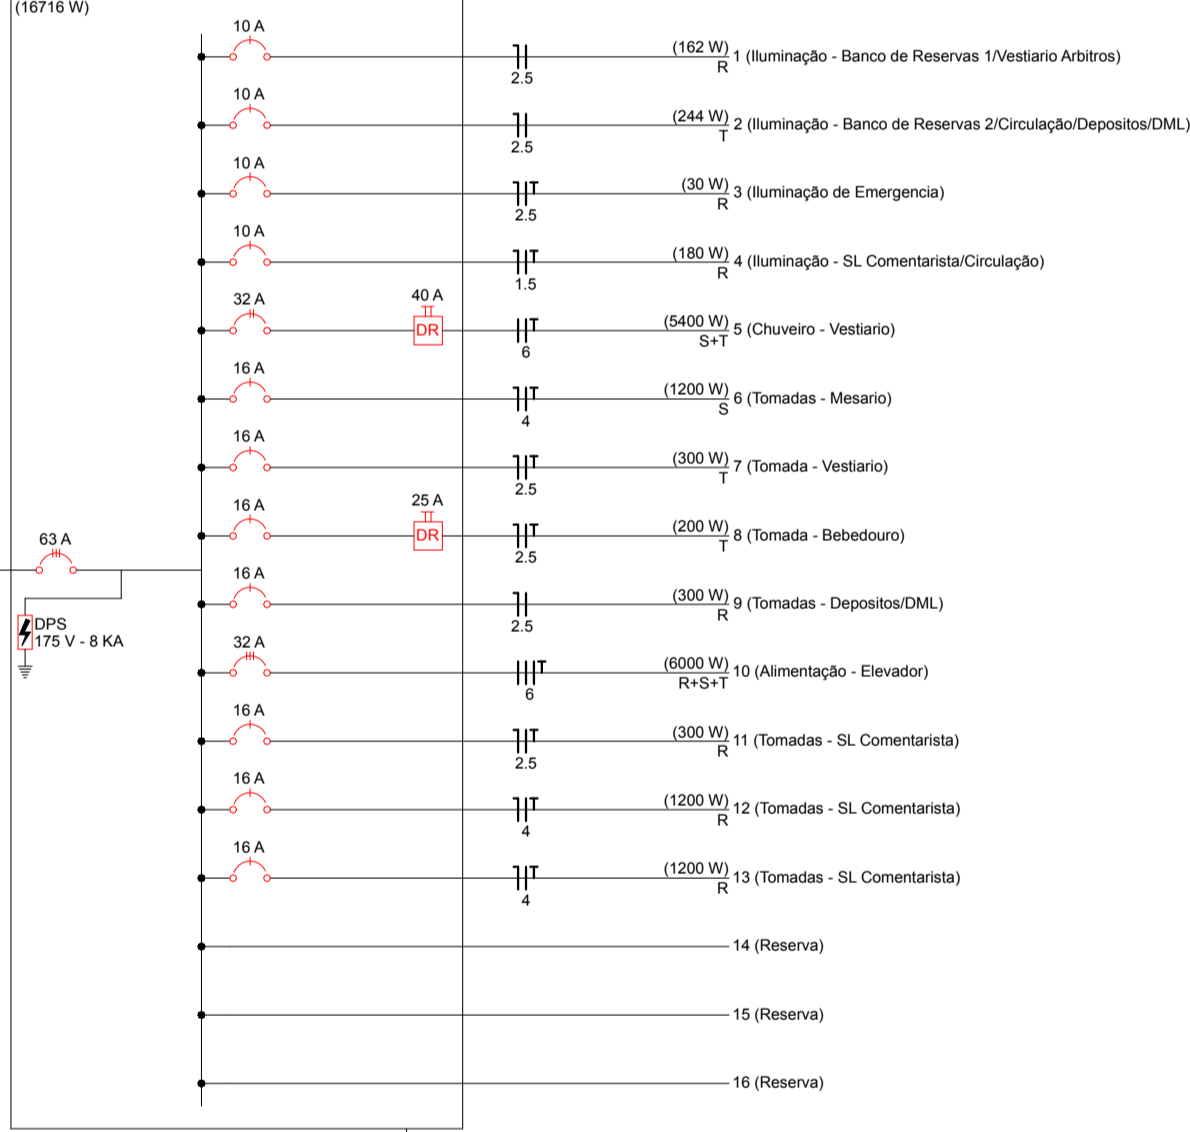 (16716 W)
10 A
2.5
(162 W)
R
1 (Iluminação - Banco de Reservas 1/Vestiario Arbitros)
10 A
2.5
(244 W)
T
2 (Iluminação - Banco de Reservas 2/Circulação/Depositos/DML)
10 A
T
2.5
(30 W)
R
3 (Iluminação de Emergencia)
10 A
T
1.5
(180 W)
R
4 (Iluminação - SL Comentarista/Circulação)
32 A
40 A
DR
T
6
(5400 W)
S+T
5 (Chuveiro - Vestiario)
16 A
T
4
(1200 W)
S
6 (Tomadas - Mesario)
16 A
T
2.5
(300 W)
T
7 (Tomada - Vestiario)
16 A
25 A
DR
T
2.5
(200 W)
T
8 (Tomada - Bebedouro)
63 A
DPS
175 V - 8 KA
16 A
2.5
(300 W)
R
9 (Tomadas - Depositos/DML)
32 A
T
6
(6000 W)
R+S+T
10 (Alimentação - Elevador)
16 A
T
2.5
(300 W)
R
11 (Tomadas - SL Comentarista)
16 A
T
4
(1200 W)
R
12 (Tomadas - SL Comentarista)
16 A
T
4
(1200 W)
R
13 (Tomadas - SL Comentarista)
14 (Reserva)
15 (Reserva)
16 (Reserva)